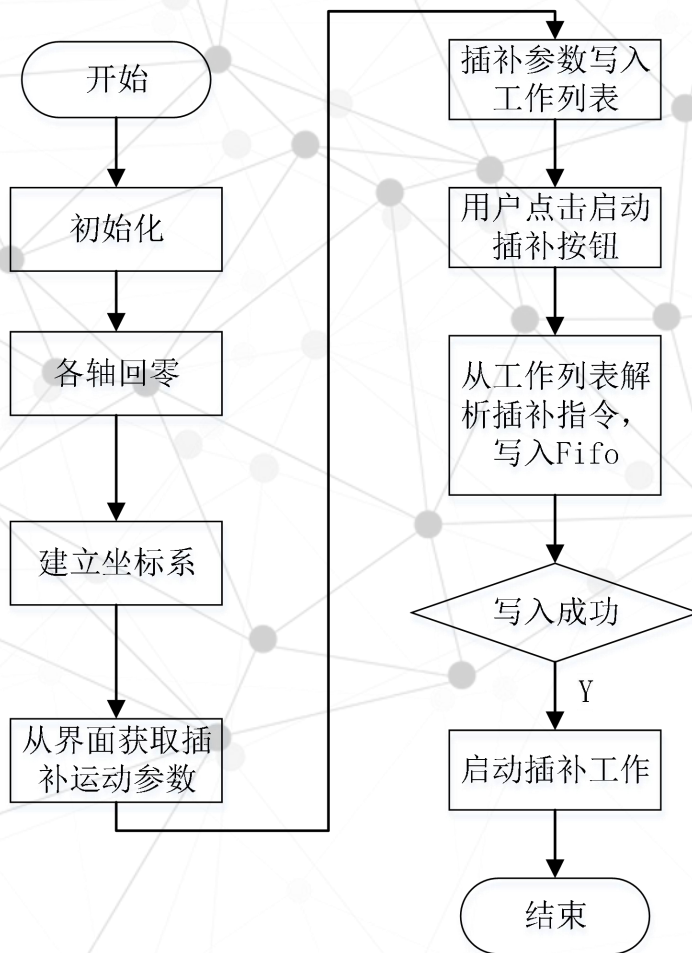 开始
初始化
各轴回零
建立坐标系
从界面获取插
补运动参数
插补参数写入
工作列表
用户点击启动
插补按钮
从工作列表解
析插补指令，
写入Fifo
写入成功
Y
启动插补工作
结束